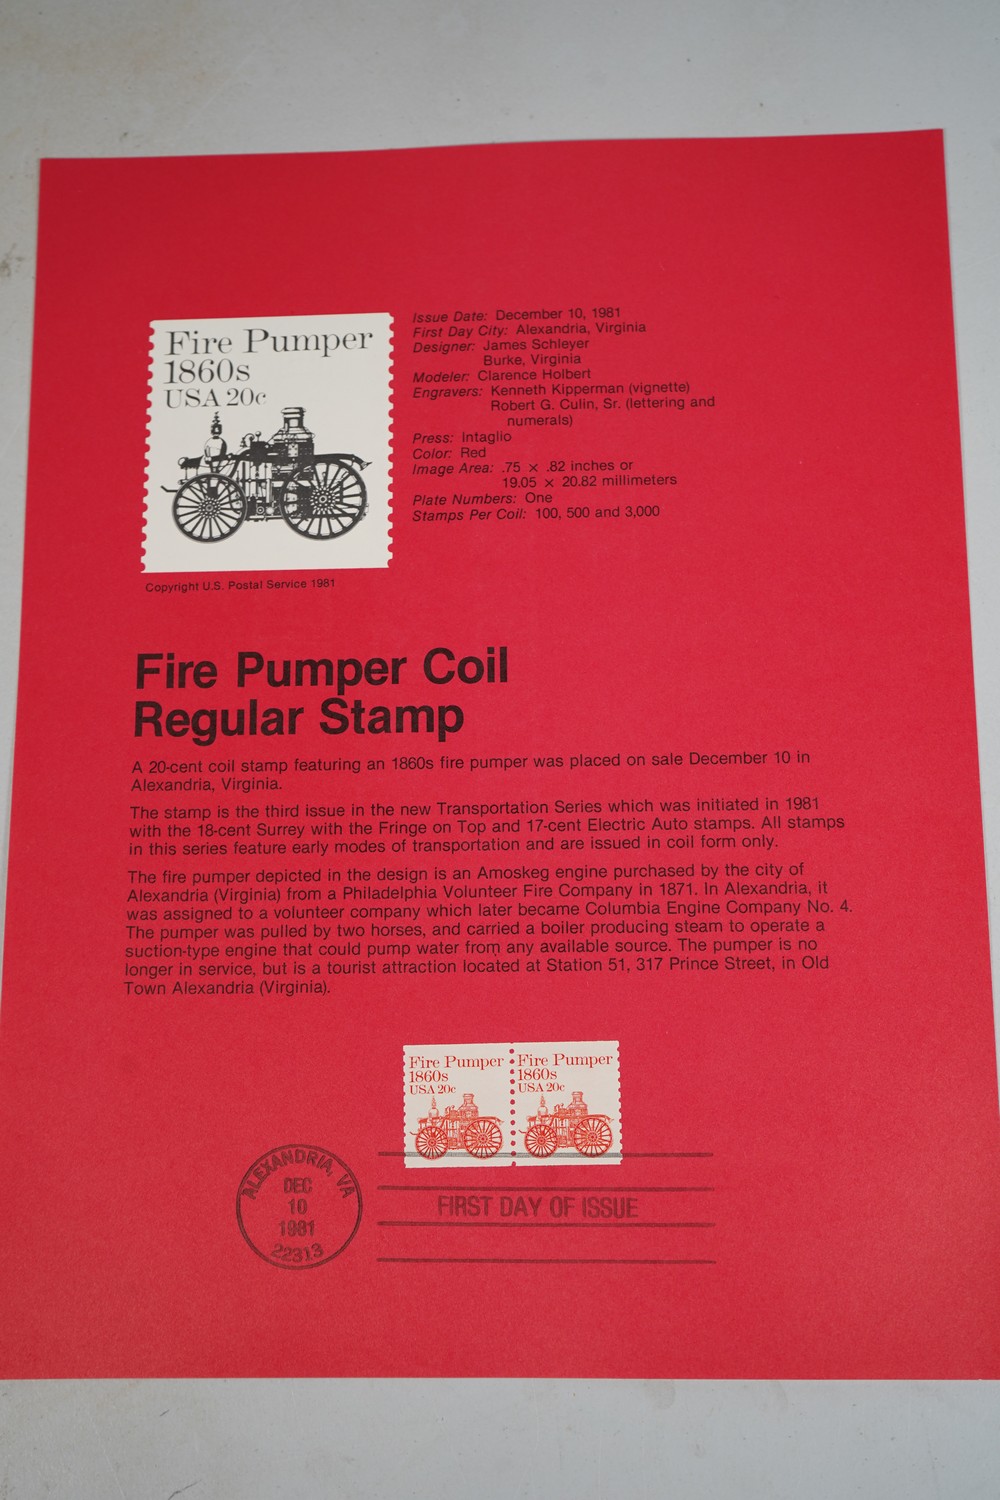 Fire Pumper
1860s
USA 20c
Copyright U.S. Postal Service 1981
Issue Date: December 10, 1981
First Day City: Alexandria, Virginia
Designer: James Schleyer
Burke, Virginia
Modeler: Clarence Holbert
Engravers: Kenneth Kipperman (vignette)
Robert G. Culin, Sr. (lettering and
numerals)
Press: Intaglio
Color: Red
Image Area: .75 × .82 inches or
19.05 × 20.82 millimeters
Plate Numbers: One
Stamps Per Coil: 100, 500 and 3,000
Fire Pumper Coil
Regular Stamp
A 20-cent coil stamp featuring an 1860s fire pumper was placed on sale December 10 in
Alexandria, Virginia.
The stamp is the third issue in the new Transportation Series which was initiated in 1981
with the 18-cent Surrey with the Fringe on Top and 17-cent Electric Auto stamps. All stamps
in this series feature early modes of transportation and are issued in coil form only.
The fire pumper depicted in the design is an Amoskeg engine purchased by the city of
Alexandria (Virginia) from a Philadelphia Volunteer Fire Company in 1871. In Alexandria, it
was assigned to a volunteer company which later became Columbia Engine Company No. 4.
The pumper was pulled by two horses, and carried a boiler producing steam to operate a
suction-type engine that could pump water from any available source. The pumper is no
longer in service, but is a tourist attraction located at Station 51, 317 Prince Street, in Old
Town Alexandria (Virginia).
Fire Pumper
1860s
USA 20c
Fire Pumper
1860s
USA 20c
ALEXANDRIA, VA
DEC
10
1981
22313
FIRST DAY OF ISSUE